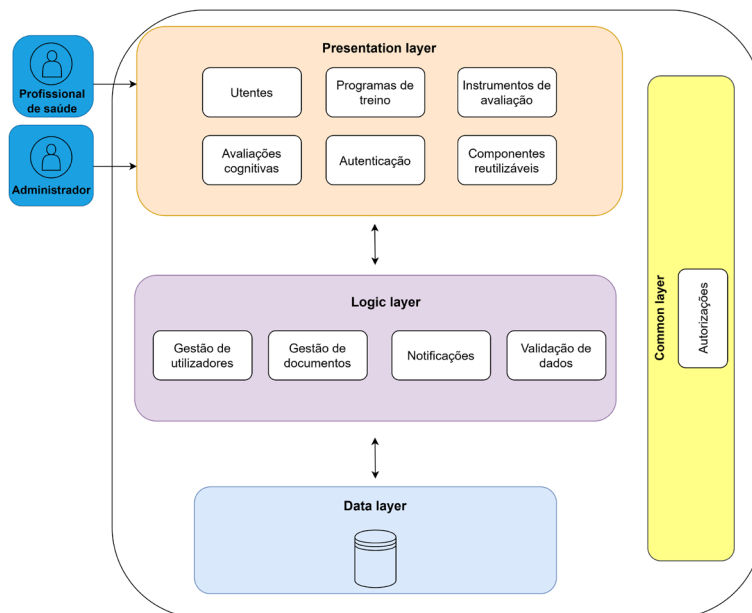 Presentation layer
Profissional
de saúde
Utentes
Programas de
treino
Instrumentos de
avaliação
Administrador
Avaliações
cognitivas
Autenticação
Componentes
reutilizáveis
Logic layer
Gestão de
utilizadores
Gestão de
documentos
Notificações
Validação de
dados
Common layer
Autorizações
Data layer